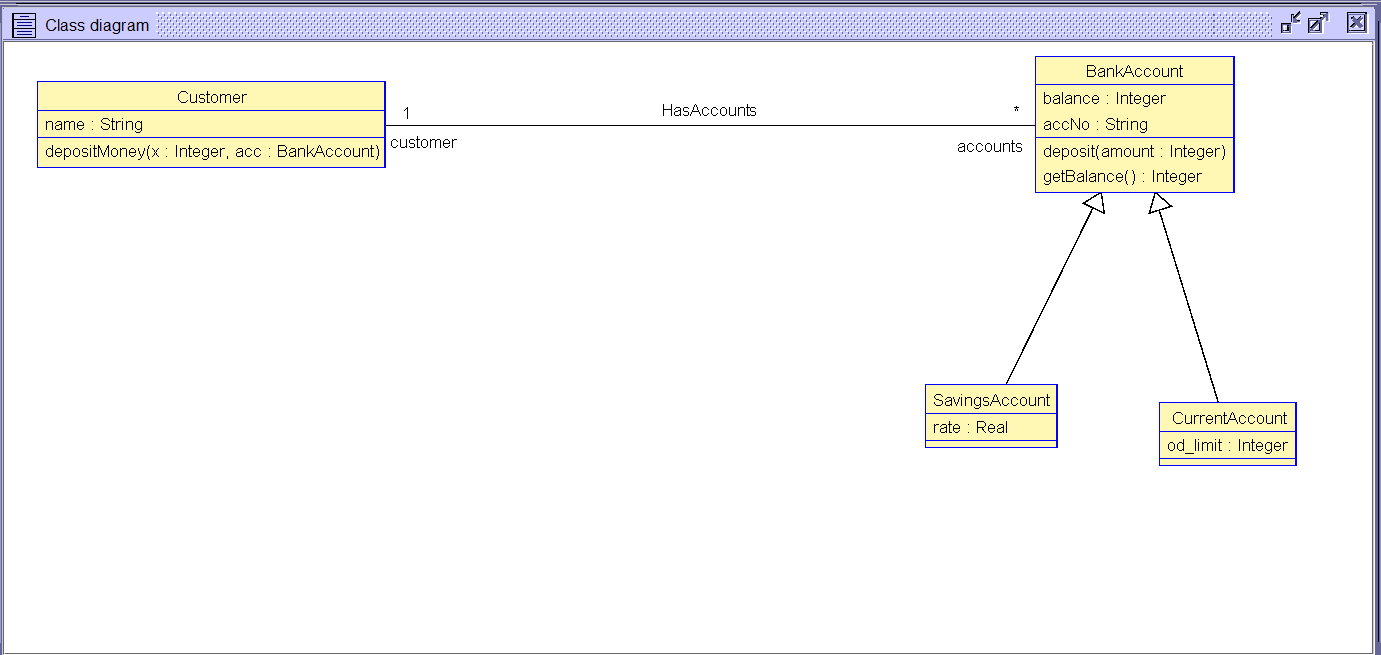 Class diagram
Customer
name : String
depositMoney(x : Integer, acc : BankAccount)
1
customer
HasAccounts
*
accounts
BankAccount
balance : Integer
accNo : String
deposit(amount : Integer)
getBalance() : Integer
SavingsAccount
rate : Real
CurrentAccount
od_limit : Integer